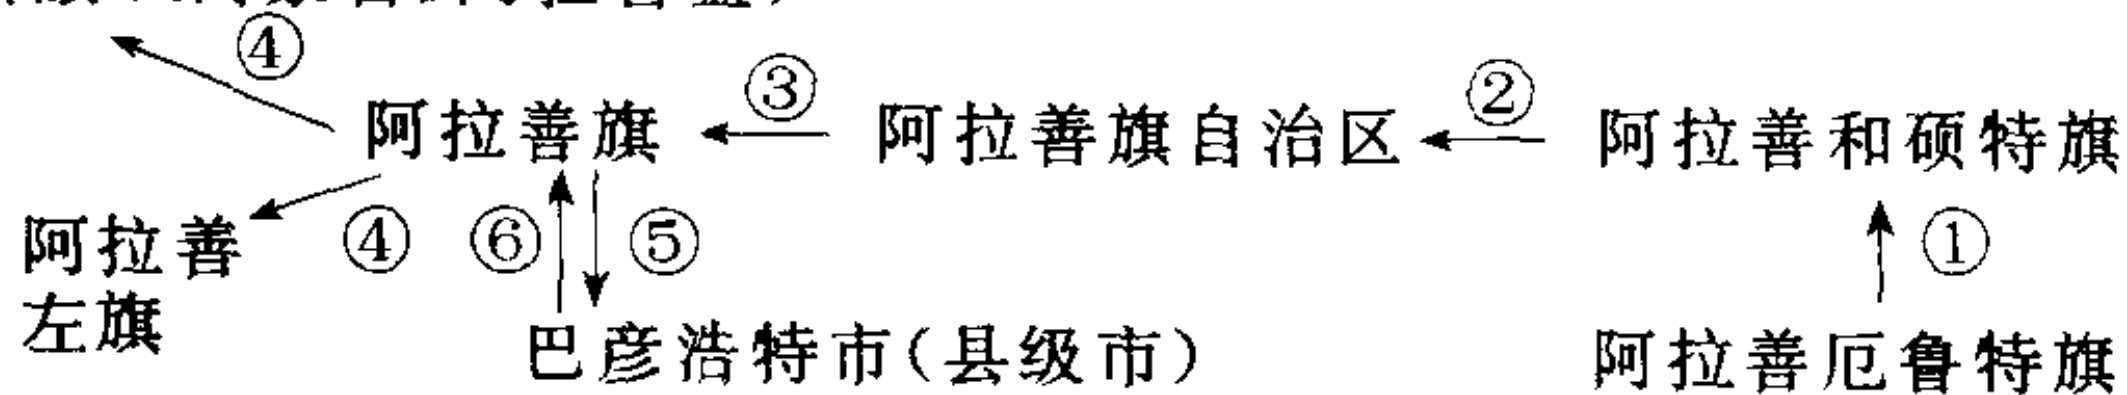 ④
阿拉善旗 ③ 阿拉善旗自治区 ② 阿拉善和硕特旗
阿拉善 ④ ⑥ ⑤ ①
左旗
巴彦浩特市(县级市) 阿拉善厄鲁特旗